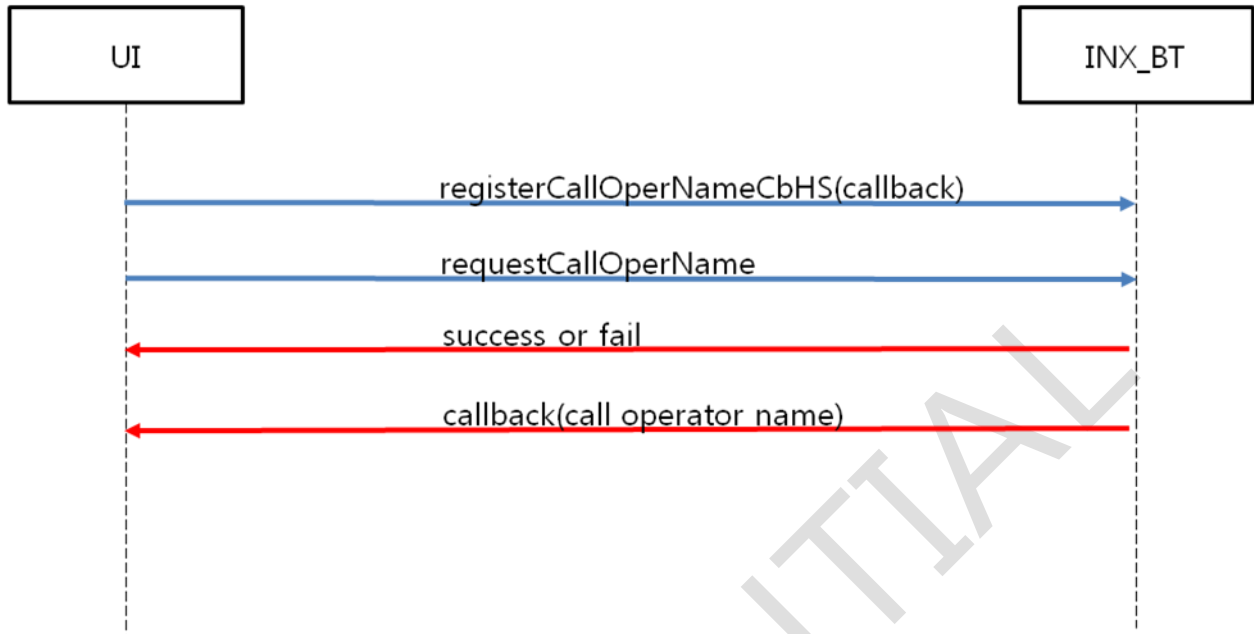 UI
INX_BT
registerCallOperNameCbHS(callback)
requestCallOperName
success or fail
callback(call operator name)